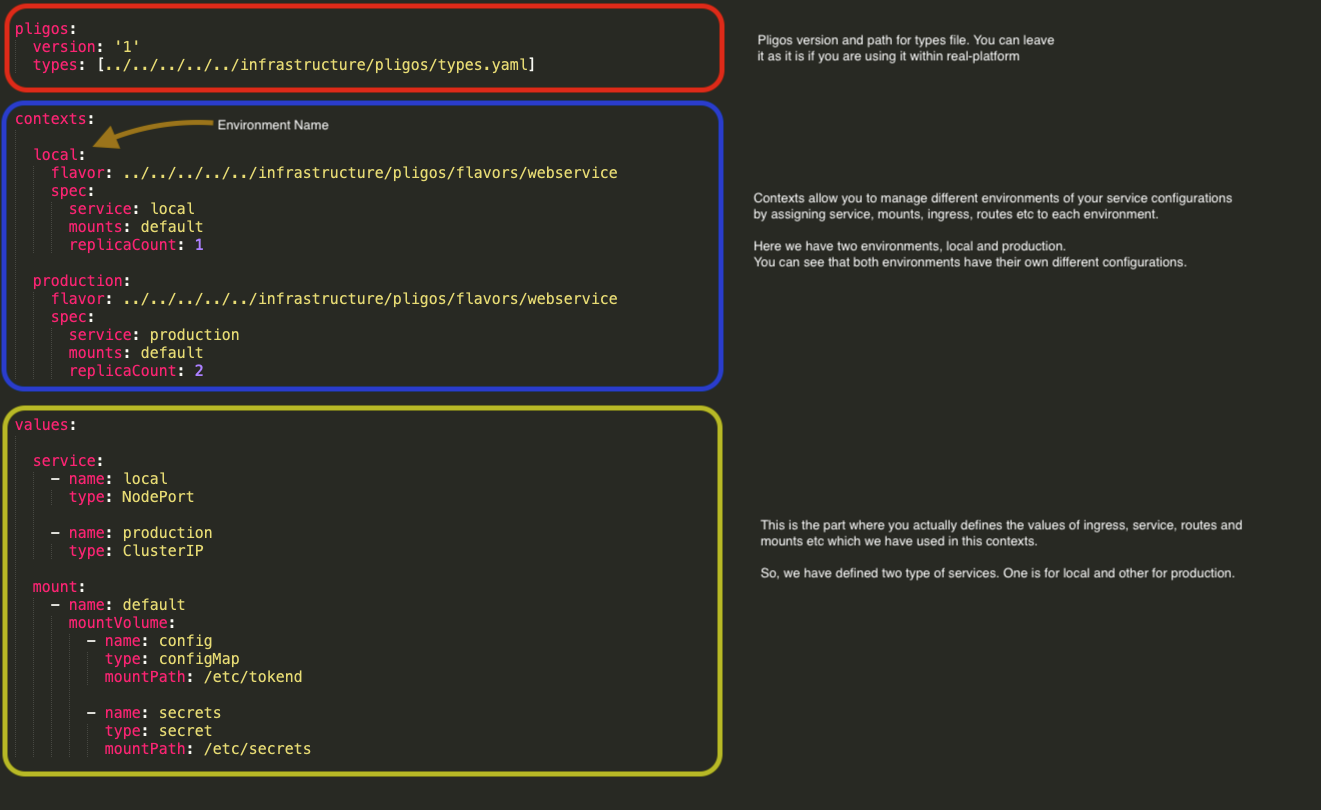 pligos:
version: '1'
types: [../../../../../infrastructure/pligos/types.yaml]
Pligos version and path for types file. You can leave
it as it is if you are using it within real-platform
contexts:
Environment Name
local:
flavor: ../../../../../infrastructure/pligos/flavors/webservice
spec:
service: local
mounts: default
replicaCount: 1
production:
flavor: ../../../../../infrastructure/pligos/flavors/webservice
spec:
service: production
mounts: default
replicaCount: 2
Contexts allow you to manage different environments of your service configurations
by assigning service, mounts, ingress, routes etc to each environment.
Here we have two environments, local and production.
You can see that both environments have their own different configurations.
values:
service:
- name: local
type: NodePort
- name: production
type: ClusterIP
mount:
- name: default
mountVolume:
- name: config
type: configMap
mountPath: /etc/tokend
- name: secrets
type: secret
mountPath: /etc/secrets
This is the part where you actually defines the values of ingress, service, routes and
mounts etc which we have used in this contexts.
So, we have defined two type of services. One is for local and other for production.